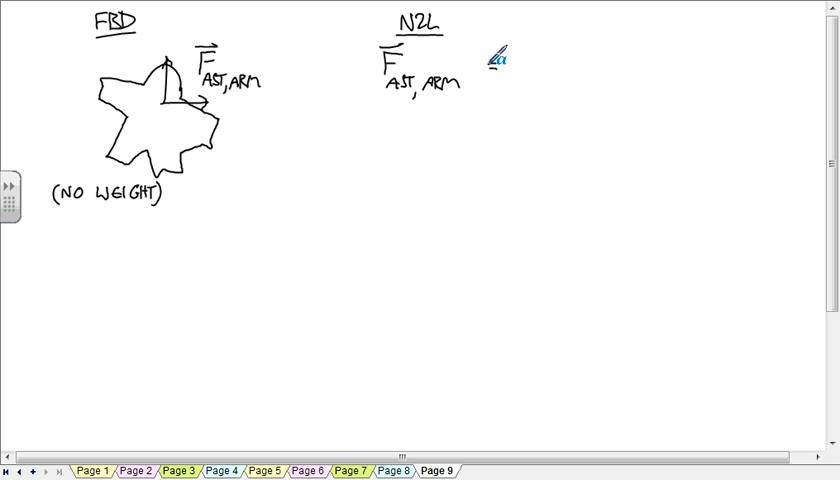 FBD
N2L
F AST, ARM
F AST, ARM
(NO WEIGHT)
Page 1 Page 2 Page 3 Page 4 Page 5 Page 6 Page 7 Page 8 Page 9